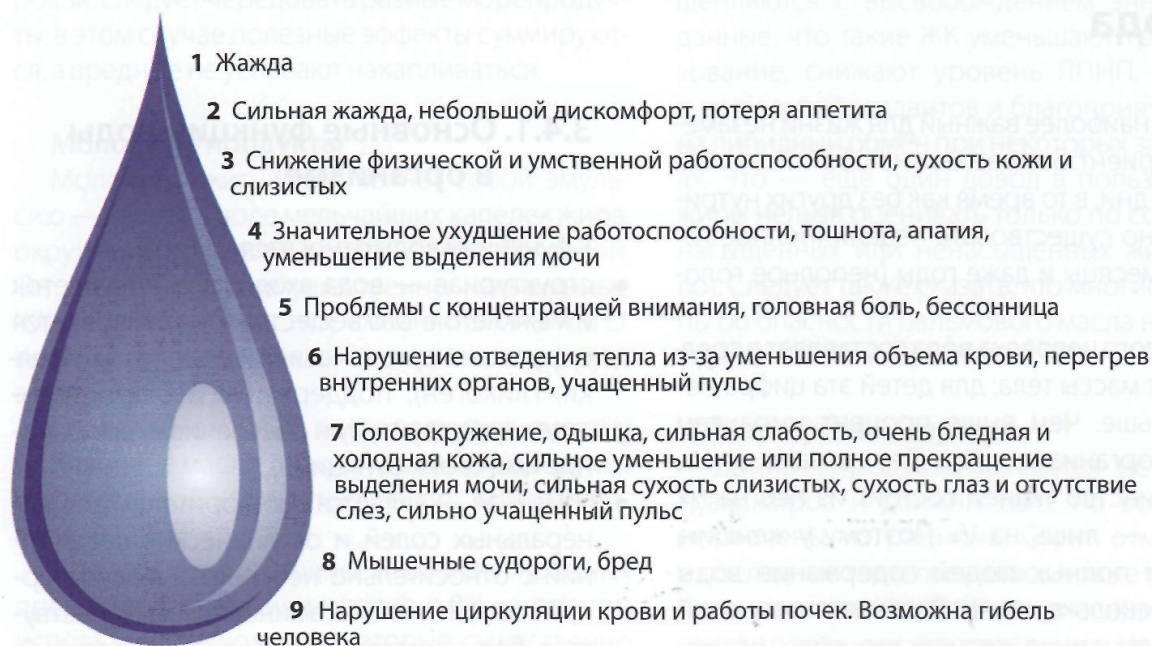 1 Жажда
2 Сильная жажда, небольшой дискомфорт, потеря аппетита
3 Снижение физической и умственной работоспособности, сухость кожи и
слизистых
4 Значительное ухудшение работоспособности, тошнота, апатия,
уменьшение выделения мочи
5 Проблемы с концентрацией внимания, головная боль, бессонница
6 Нарушение отведения тепла из-за уменьшения объема крови, перегрев
внутренних органов, учащенный пульс
7 Головокружение, одышка, сильная слабость, очень бледная и
холодная кожа, сильное уменьшение или полное прекращение
выделения мочи, сильная сухость слизистых, сухость глаз и отсутствие
слез, сильно учащенный пульс
8 Мышечные судороги, бред
9 Нарушение циркуляции крови и работы почек. Возможна гибель
человека